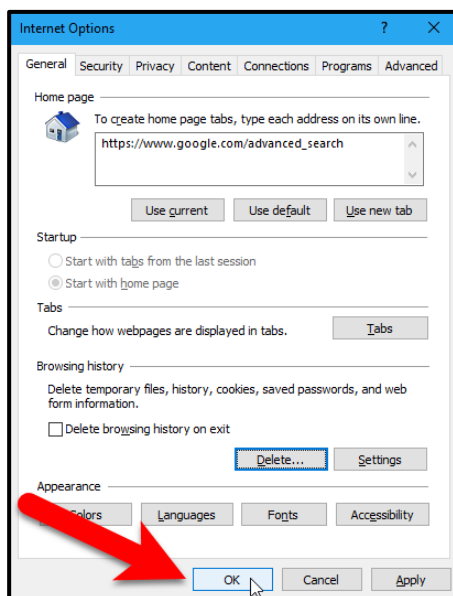 Internet Options ?
General Security Privacy Content Connections Programs Advanced
Home page
To create home page tabs, type each address on its own line.
https://www.google.com/advanced_search
Use current Use default Use new tab
Startup
Start with tabs from the last session
Start with home page
Tabs
Change how webpages are displayed in tabs. Tabs
Browsing history
Delete temporary files, history, cookies, saved passwords, and web
form information.
Delete browsing history on exit
Delete... Settings
Appearance
Languages Fonts Accessibility
OK Cancel Apply